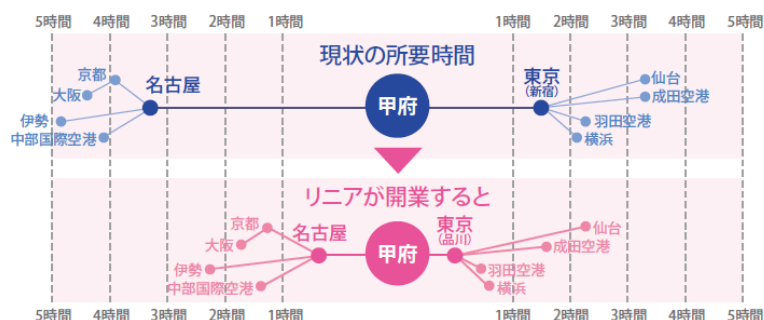 5時間 4時間 3時間 2時間 1時間 1時間 2時間 3時間 4時間 5時間
現状の所要時間
京都
大阪
伊勢
中部国際空港
名古屋
甲府
東京
(新宿)
仙台
成田空港
羽田空港
横浜
リニアが開業すると
京都
大阪
伊勢
中部国際空港
名古屋
甲府
東京
(品川)
仙台
成田空港
羽田空港
横浜
5時間 4時間 3時間 2時間 1時間 1時間 2時間 3時間 4時間 5時間